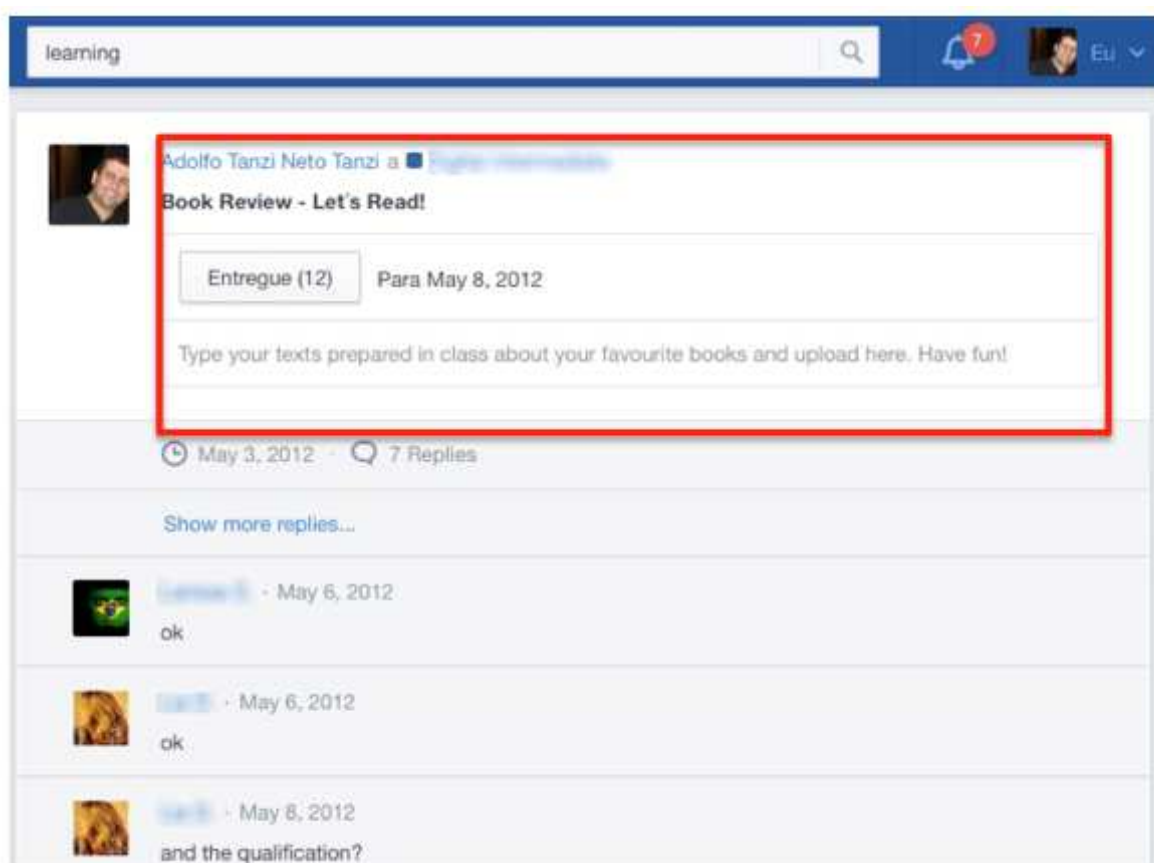 learning
7
Eu
Adolfo Tanzi Neto Tanzi a
Book Review - Let´s Read!
Entregue (12) Para May 8, 2012
Type your texts prepared in class about your favourite books and upload here. Have fun!
May 3, 2012 · 7 Replies
Show more replies...
· May 6, 2012
ok
· May 6, 2012
ok
· May 8, 2012
and the qualification?